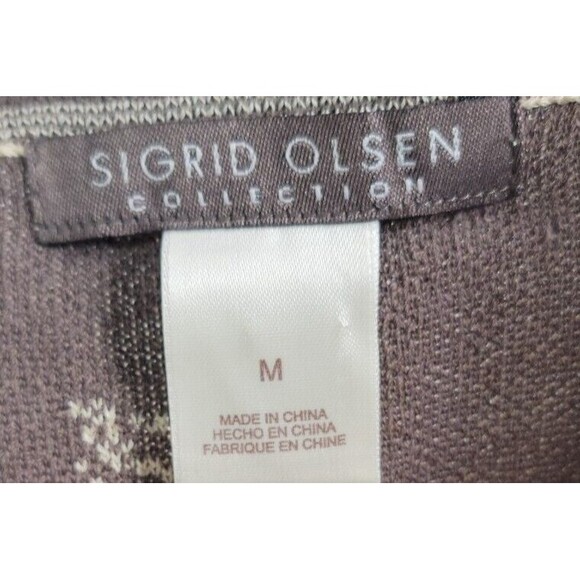 SIGRID OLSEN
COLLECTION
M
MADE IN CHINA
HECHO EN CHINA
FABRIQUE EN CHINE